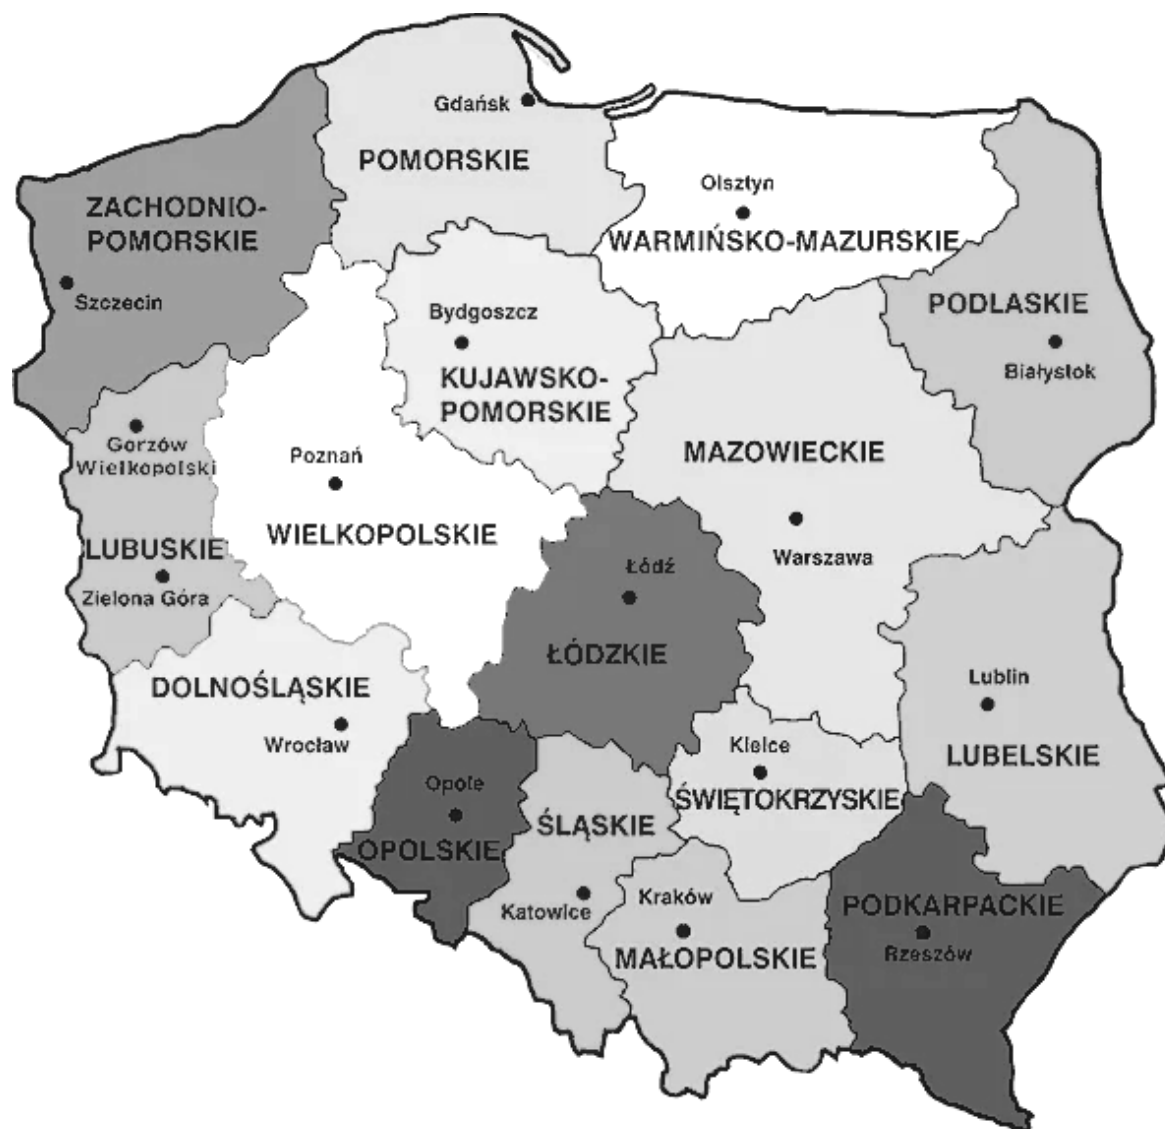 Gdańsk
POMORSKIE
Olsztyn
WARMIŃSKO-MAZURSKIE
ZACHODNIO-
POMORSKIE
Szczecin
PODLASKIE
Białystok
Bydgoszcz
KUJAWSKO-
POMORSKIE
Gorzów
Wielkopolski
LUBUSKIE
Zielona Góra
Poznań
WIELKOPOLSKIE
MAZOWIECKIE
Warszawa
Łódź
ŁÓDZKIE
DOLNOŚLĄSKIE
Wrocław
Lublin
LUBELSKIE
Kielce
ŚWIĘTOKRZYSKIE
Opole
OPOLSKIE
ŚLĄSKIE
Katowice
Kraków
MAŁOPOLSKIE
PODKARPACKIE
Rzeszów